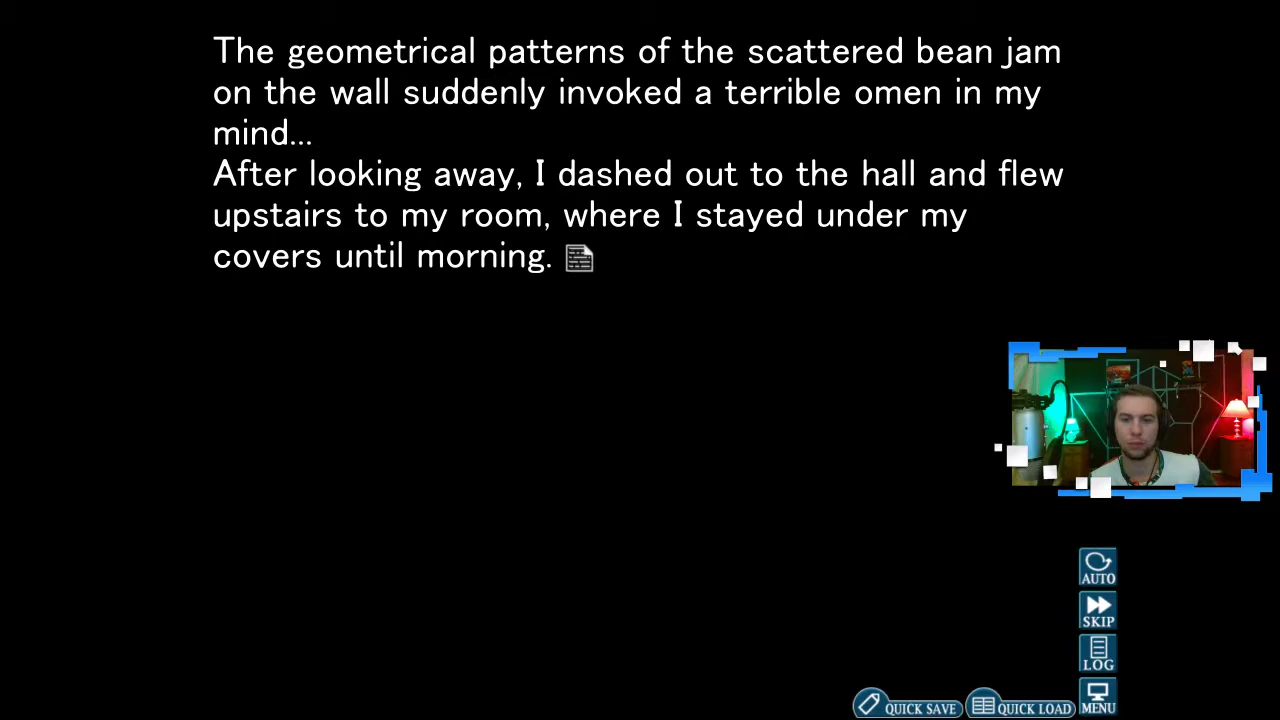 The geometrical patterns of the scattered bean jam
on the wall suddenly invoked a terrible omen in my
mind...
After looking away, I dashed out to the hall and flew
upstairs to my room, where I stayed under my
covers until morning.
AUTO
SKIP
LOG
MENU
QUICK SAVE
QUICK LOAD